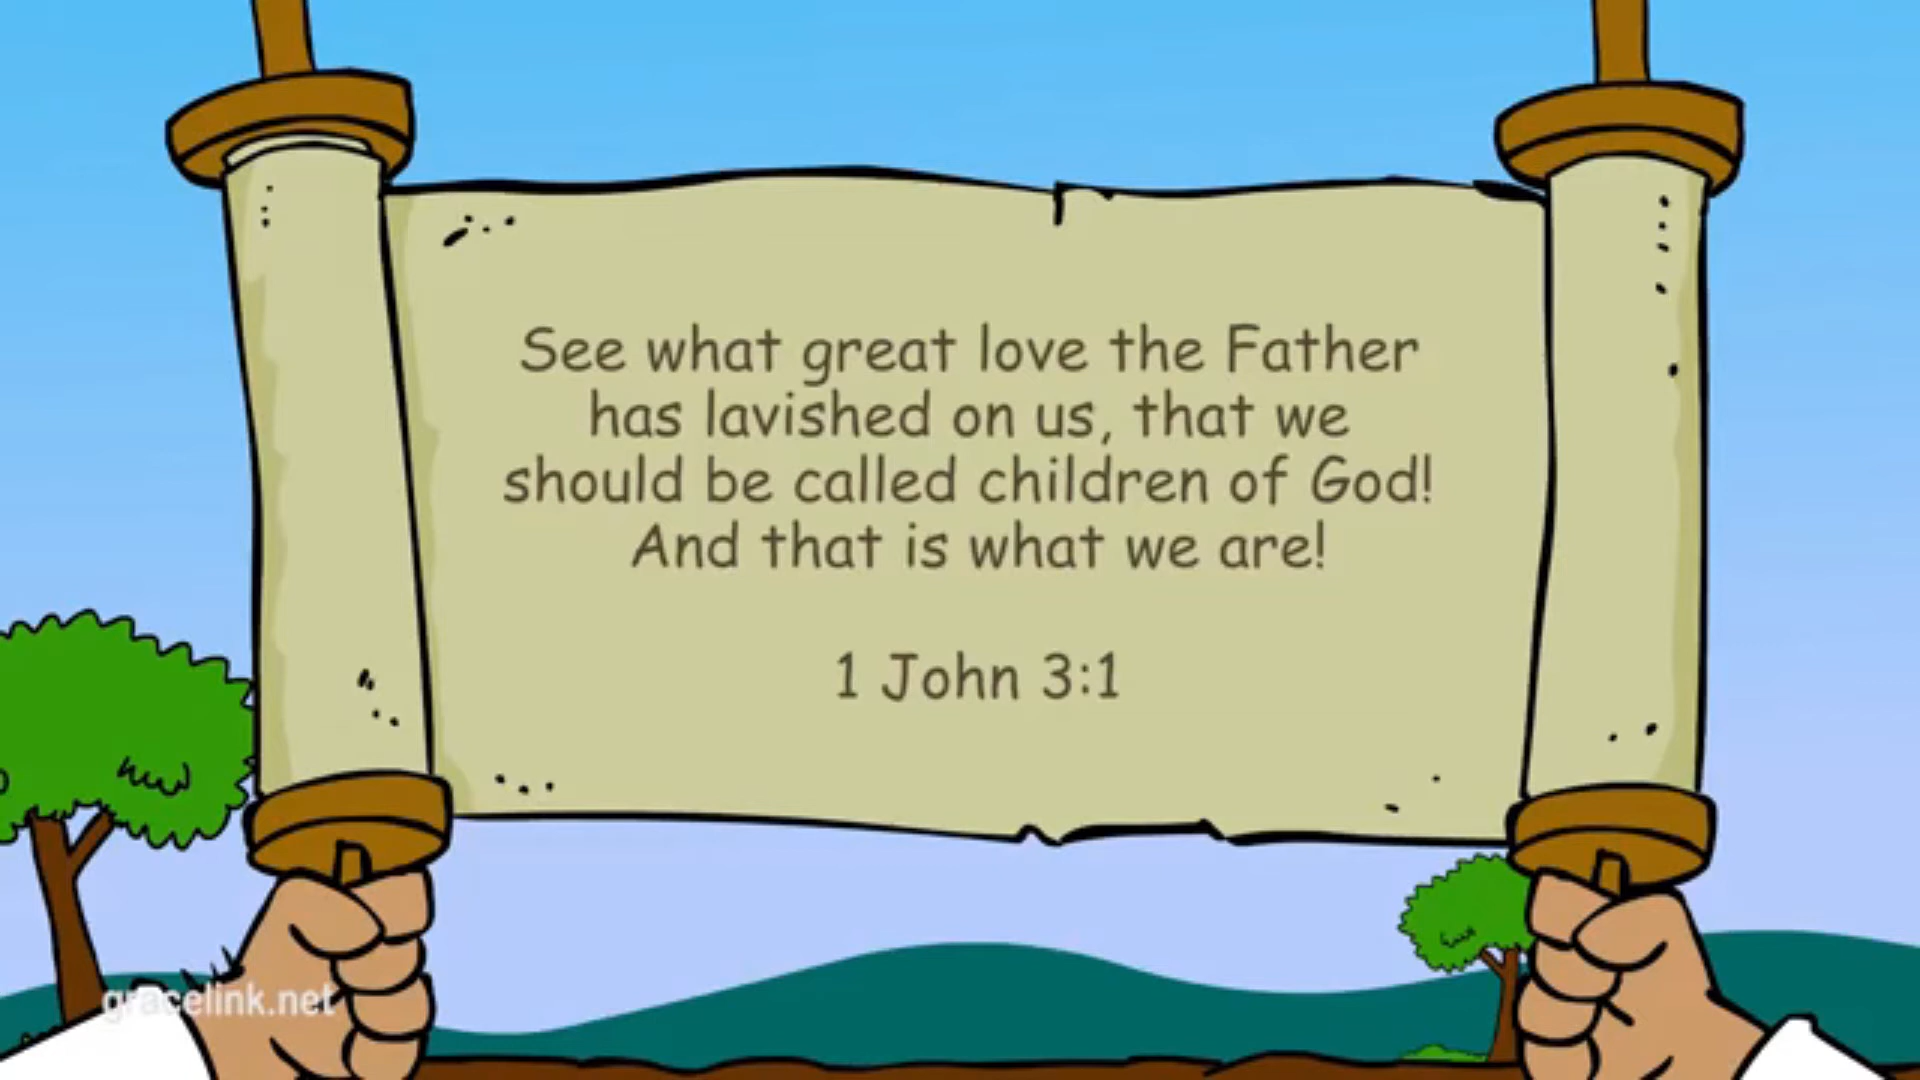 See what great love the Father
has lavished on us, that we
should be called children of God!
And that is what we are!
1 John 3:1
gracelink.net